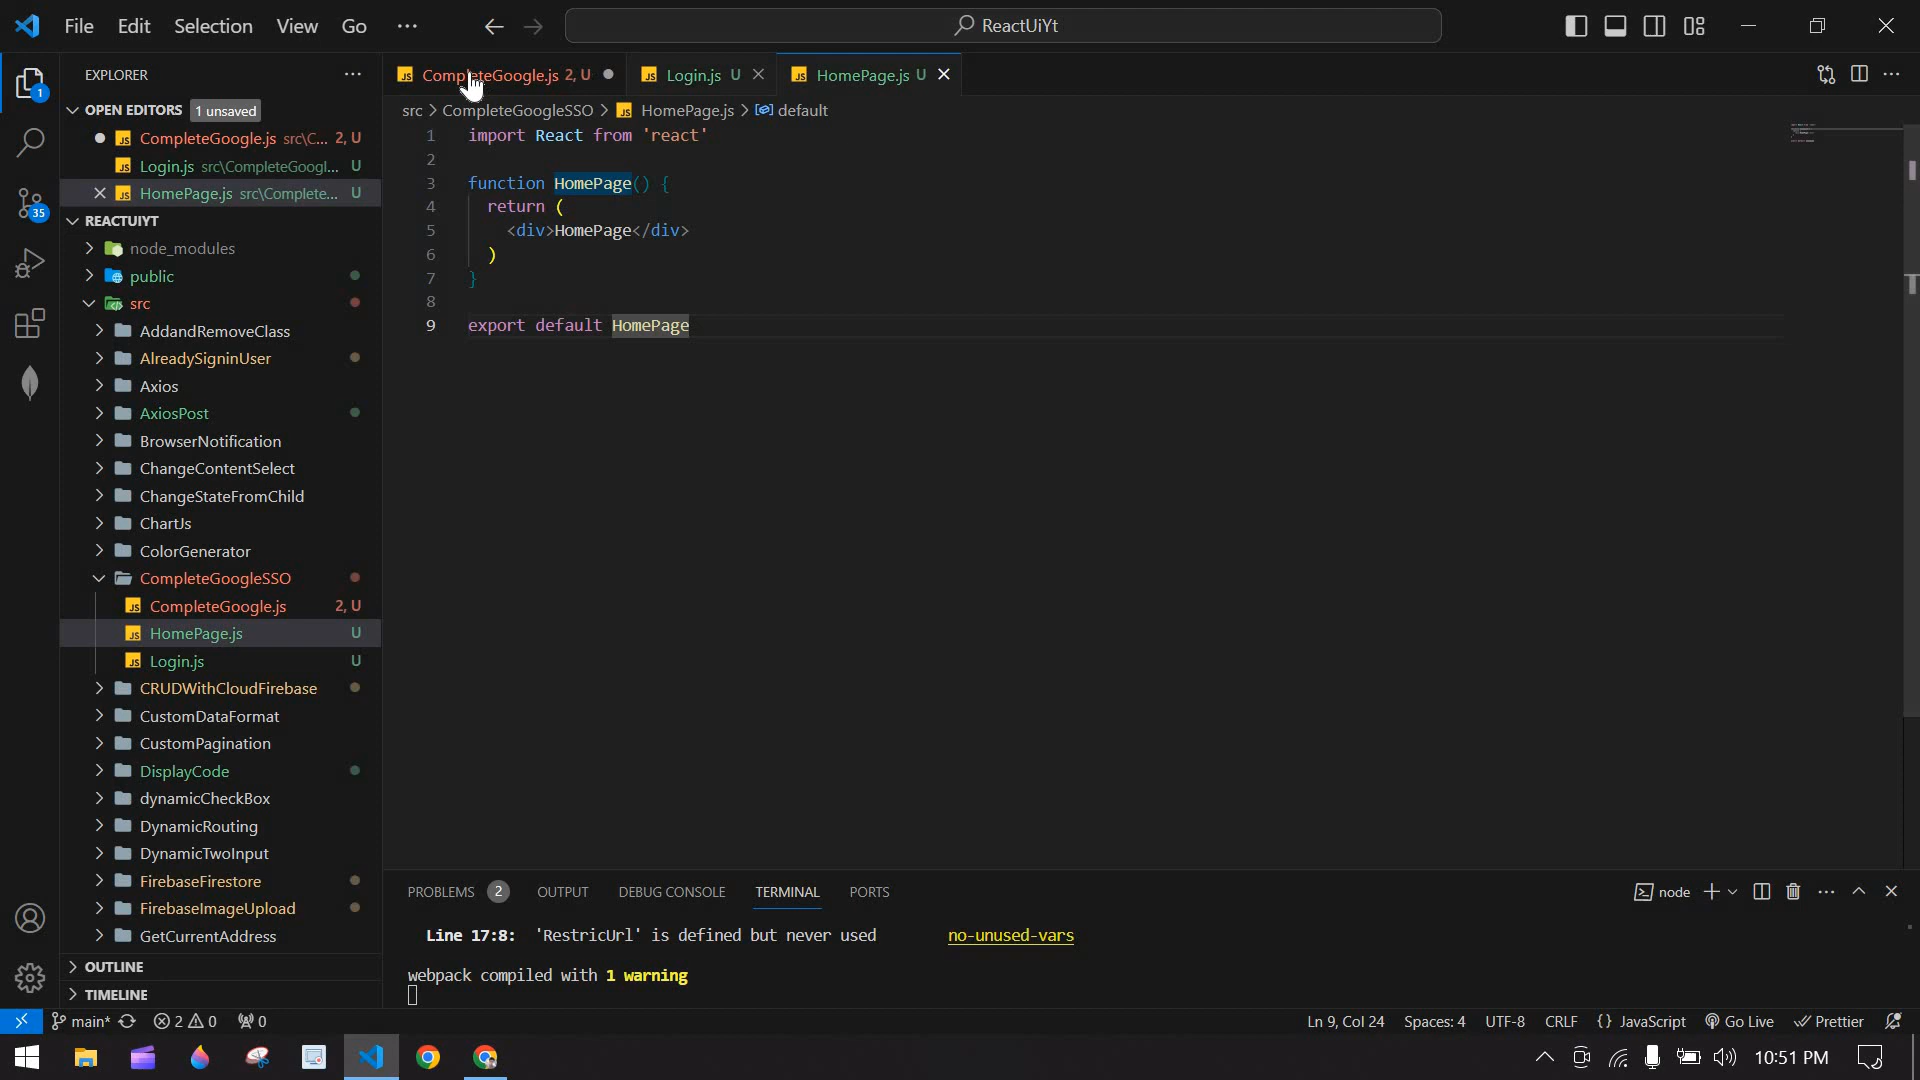 File Edit Selection View Go ··· ReactUiYt
EXPLORER ···
OPEN EDITORS 1 unsaved
CompleteGoogle.js src\C... 2, U
Login.js src\CompleteGoogl... U
HomePage.js src\Complete... U
REACTUIYT
node_modules
public
src
AddandRemoveClass
AlreadySigninUser
Axios
AxiosPost
BrowserNotification
ChangeContentSelect
ChangeStateFromChild
ChartJs
ColorGenerator
CompleteGoogleSSO
CompleteGoogle.js 2, U
HomePage.js U
Login.js U
CRUDWithCloudFirebase
CustomDataFormat
CustomPagination
DisplayCode
dynamicCheckBox
DynamicRouting
DynamicTwoInput
FirebaseFirestore
FirebaseImageUpload
GetCurrentAddress
OUTLINE
TIMELINE
1
35
CompleteGoogle.js 2, U Login.js U HomePage.js U
src > CompleteGoogleSSO > JS HomePage.js > default
1 import React from 'react'
2
3 function HomePage() {
4 return (
5 <div>HomePage</div>
6 )
7 }
8
9 export default HomePage
PROBLEMS 2 OUTPUT DEBUG CONSOLE TERMINAL PORTS node
Line 17:8: 'RestricUrl' is defined but never used no-unused-vars
webpack compiled with 1 warning
main* 2 0 0 Ln 9, Col 24 Spaces: 4 UTF-8 CRLF {} JavaScript Go Live Prettier
10:51 PM